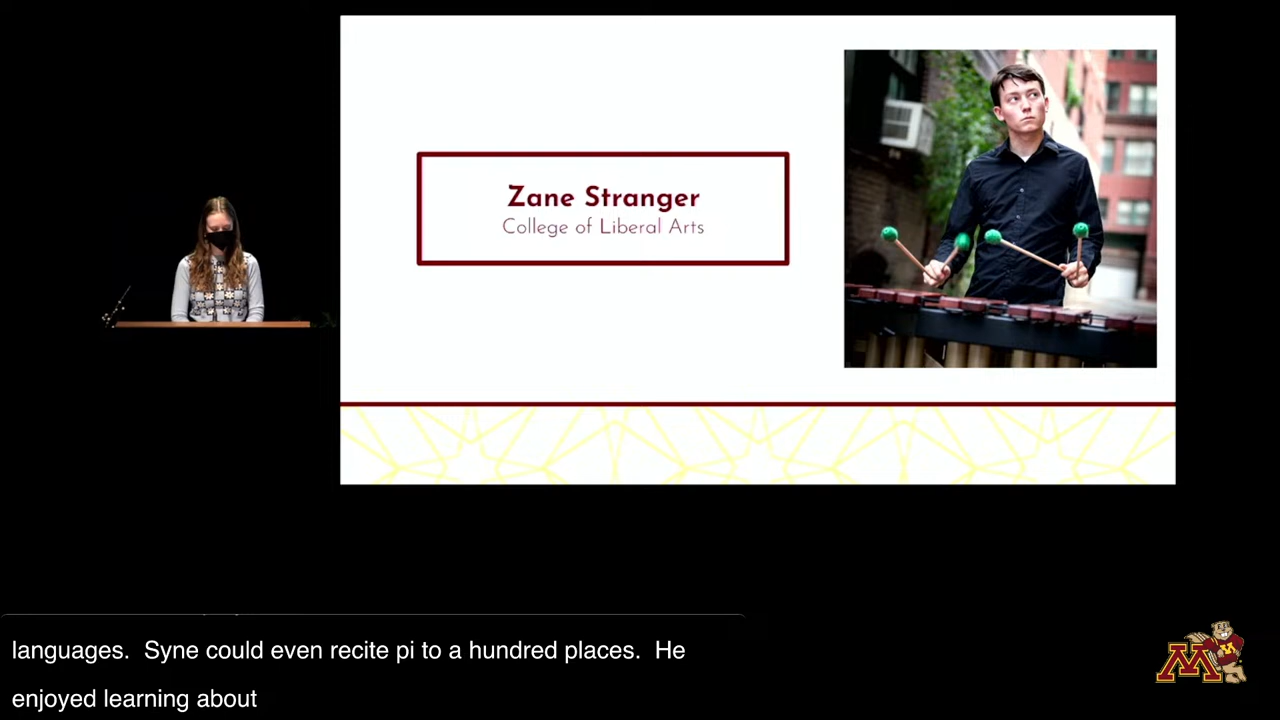 Zane Stranger
College of Liberal Arts
languages.  Syne could even recite pi to a hundred places.  He
enjoyed learning about
M
M